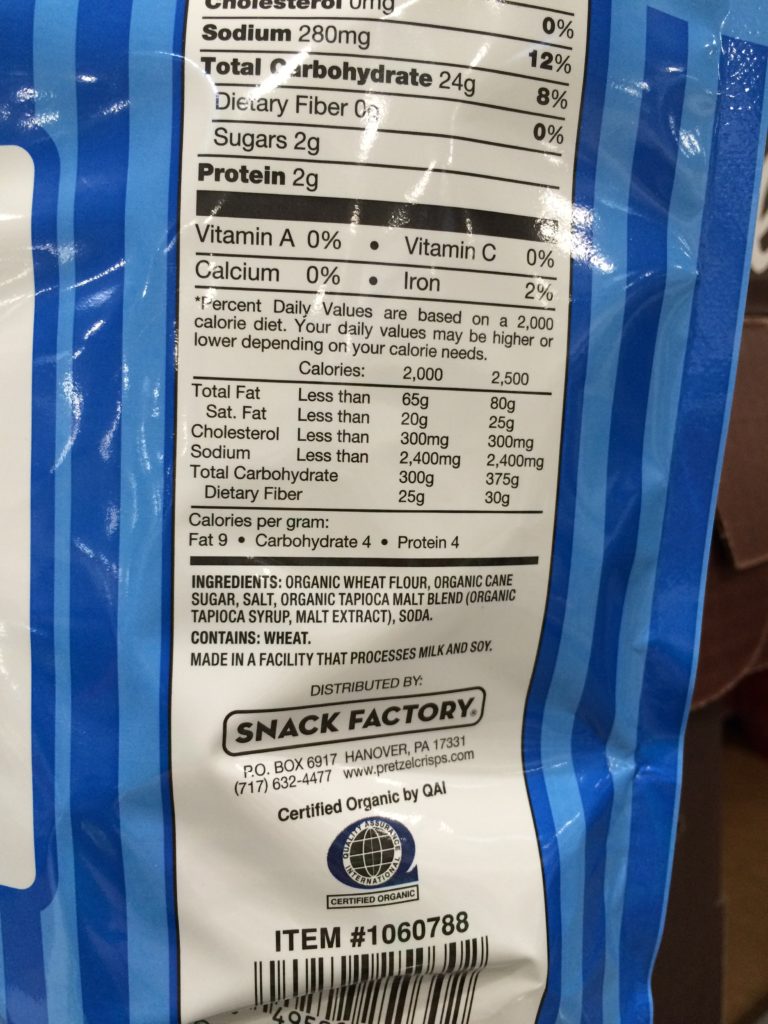 Cholesterol 0mg 0%
Sodium 280mg 12%
Total Carbohydrate 24g 8%
Dietary Fiber 0g 0%
Sugars 2g
Protein 2g
Vitamin A 0% • Vitamin C 0%
Calcium 0% • Iron 2%
*Percent Daily Values are based on a 2,000
calorie diet. Your daily values may be higher or
lower depending on your calorie needs.
Calories: 2,000 2,500
Total Fat Less than 65g 80g
Sat. Fat Less than 20g 25g
Cholesterol Less than 300mg 300mg
Sodium Less than 2,400mg 2,400mg
Total Carbohydrate 300g 375g
Dietary Fiber 25g 30g
Calories per gram:
Fat 9 • Carbohydrate 4 • Protein 4
INGREDIENTS: ORGANIC WHEAT FLOUR, ORGANIC CANE
SUGAR, SALT, ORGANIC TAPIOCA MALT BLEND (ORGANIC
TAPIOCA SYRUP, MALT EXTRACT), SODA.
CONTAINS: WHEAT.
MADE IN A FACILITY THAT PROCESSES MILK AND SOY.
DISTRIBUTED BY:
SNACK FACTORY®
P.O. BOX 6917 HANOVER, PA 17331
(717) 632-4477 www.pretzelcrisps.com
Certified Organic by QAI
QUALITY ASSURANCE
INTERNATIONAL
CERTIFIED ORGANIC
ITEM #1060788